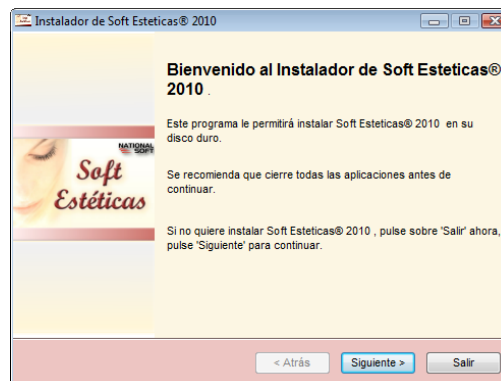 Instalador de Soft Esteticas® 2010
Bienvenido al Instalador de Soft Esteticas®
2010 .
Este programa le permitirá instalar Soft Esteticas® 2010 en su
disco duro.
NATIONAL
SOFT
Soft
Estéticas
Se recomienda que cierre todas las aplicaciones antes de
continuar.
Si no quiere instalar Soft Esteticas® 2010 , pulse sobre 'Salir' ahora,
pulse 'Siguiente' para continuar.
< Atrás
Siguiente >
Salir